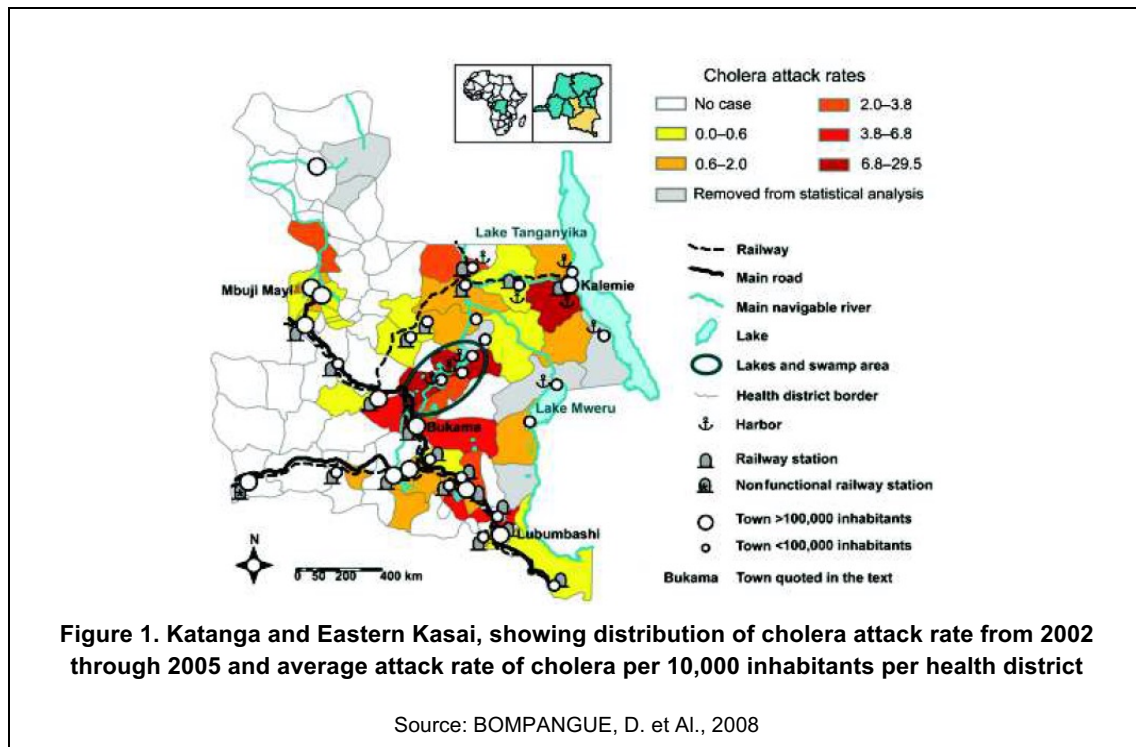 Cholera attack rates
No case
0.0–0.6
0.6–2.0
2.0–3.8
3.8–6.8
6.8–29.5
Removed from statistical analysis
Railway
Main road
Main navigable river
Lake
Lakes and swamp area
Health district border
Harbor
Railway station
Nonfunctional railway station
Town >100,000 inhabitants
Town <100,000 inhabitants
Bukama Town quoted in the text
Lake Tanganyika
Kalemie
Mbuji Mayi
Lake Mweru
Bukama
Lubumbashi
N
0 50 200 400 km
Figure 1. Katanga and Eastern Kasai, showing distribution of cholera attack rate from 2002
through 2005 and average attack rate of cholera per 10,000 inhabitants per health district
Source: BOMPANGUE, D. et Al., 2008